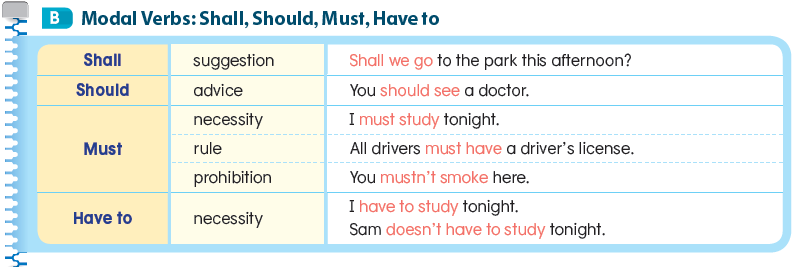 B Modal Verbs: Shall, Should, Must, Have to
Shall suggestion Shall we go to the park this afternoon?
Should advice You should see a doctor.
necessity I must study tonight.
Must rule All drivers must have a driver's license.
prohibition You mustn't smoke here.
Have to necessity I have to study tonight.
Sam doesn't have to study tonight.